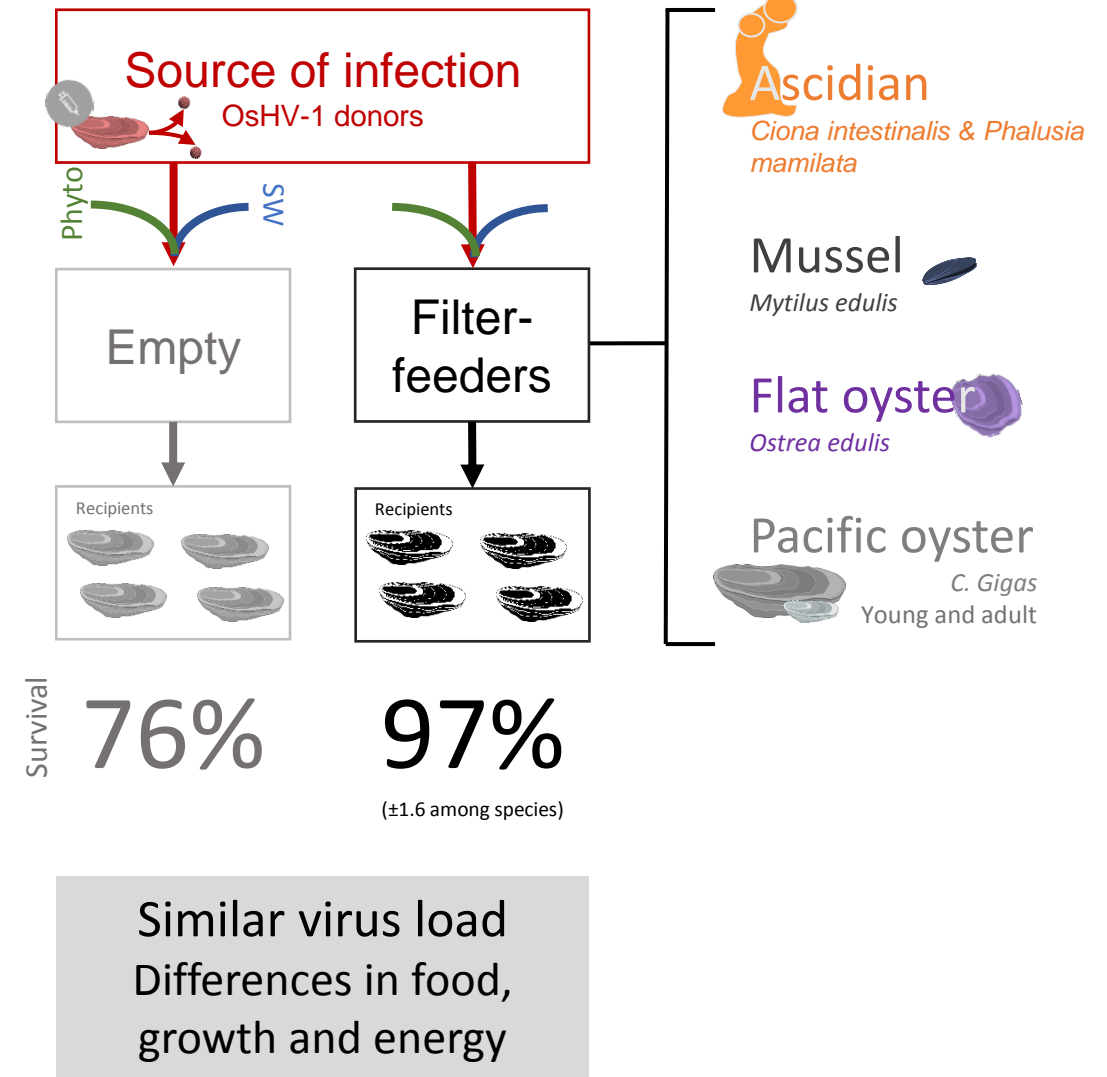 Source of infection
OsHV-1 donors
Phyto
SW
Empty
Filter-
feeders
Recipients
Recipients
Survival
76%
97%
(±1.6 among species)
Similar virus load
Differences in food,
growth and energy
Ascidian
Ciona intestinalis & Phalusia
mamilata
Mussel
Mytilus edulis
Flat oyster
Ostrea edulis
Pacific oyster
C. Gigas
Young and adult